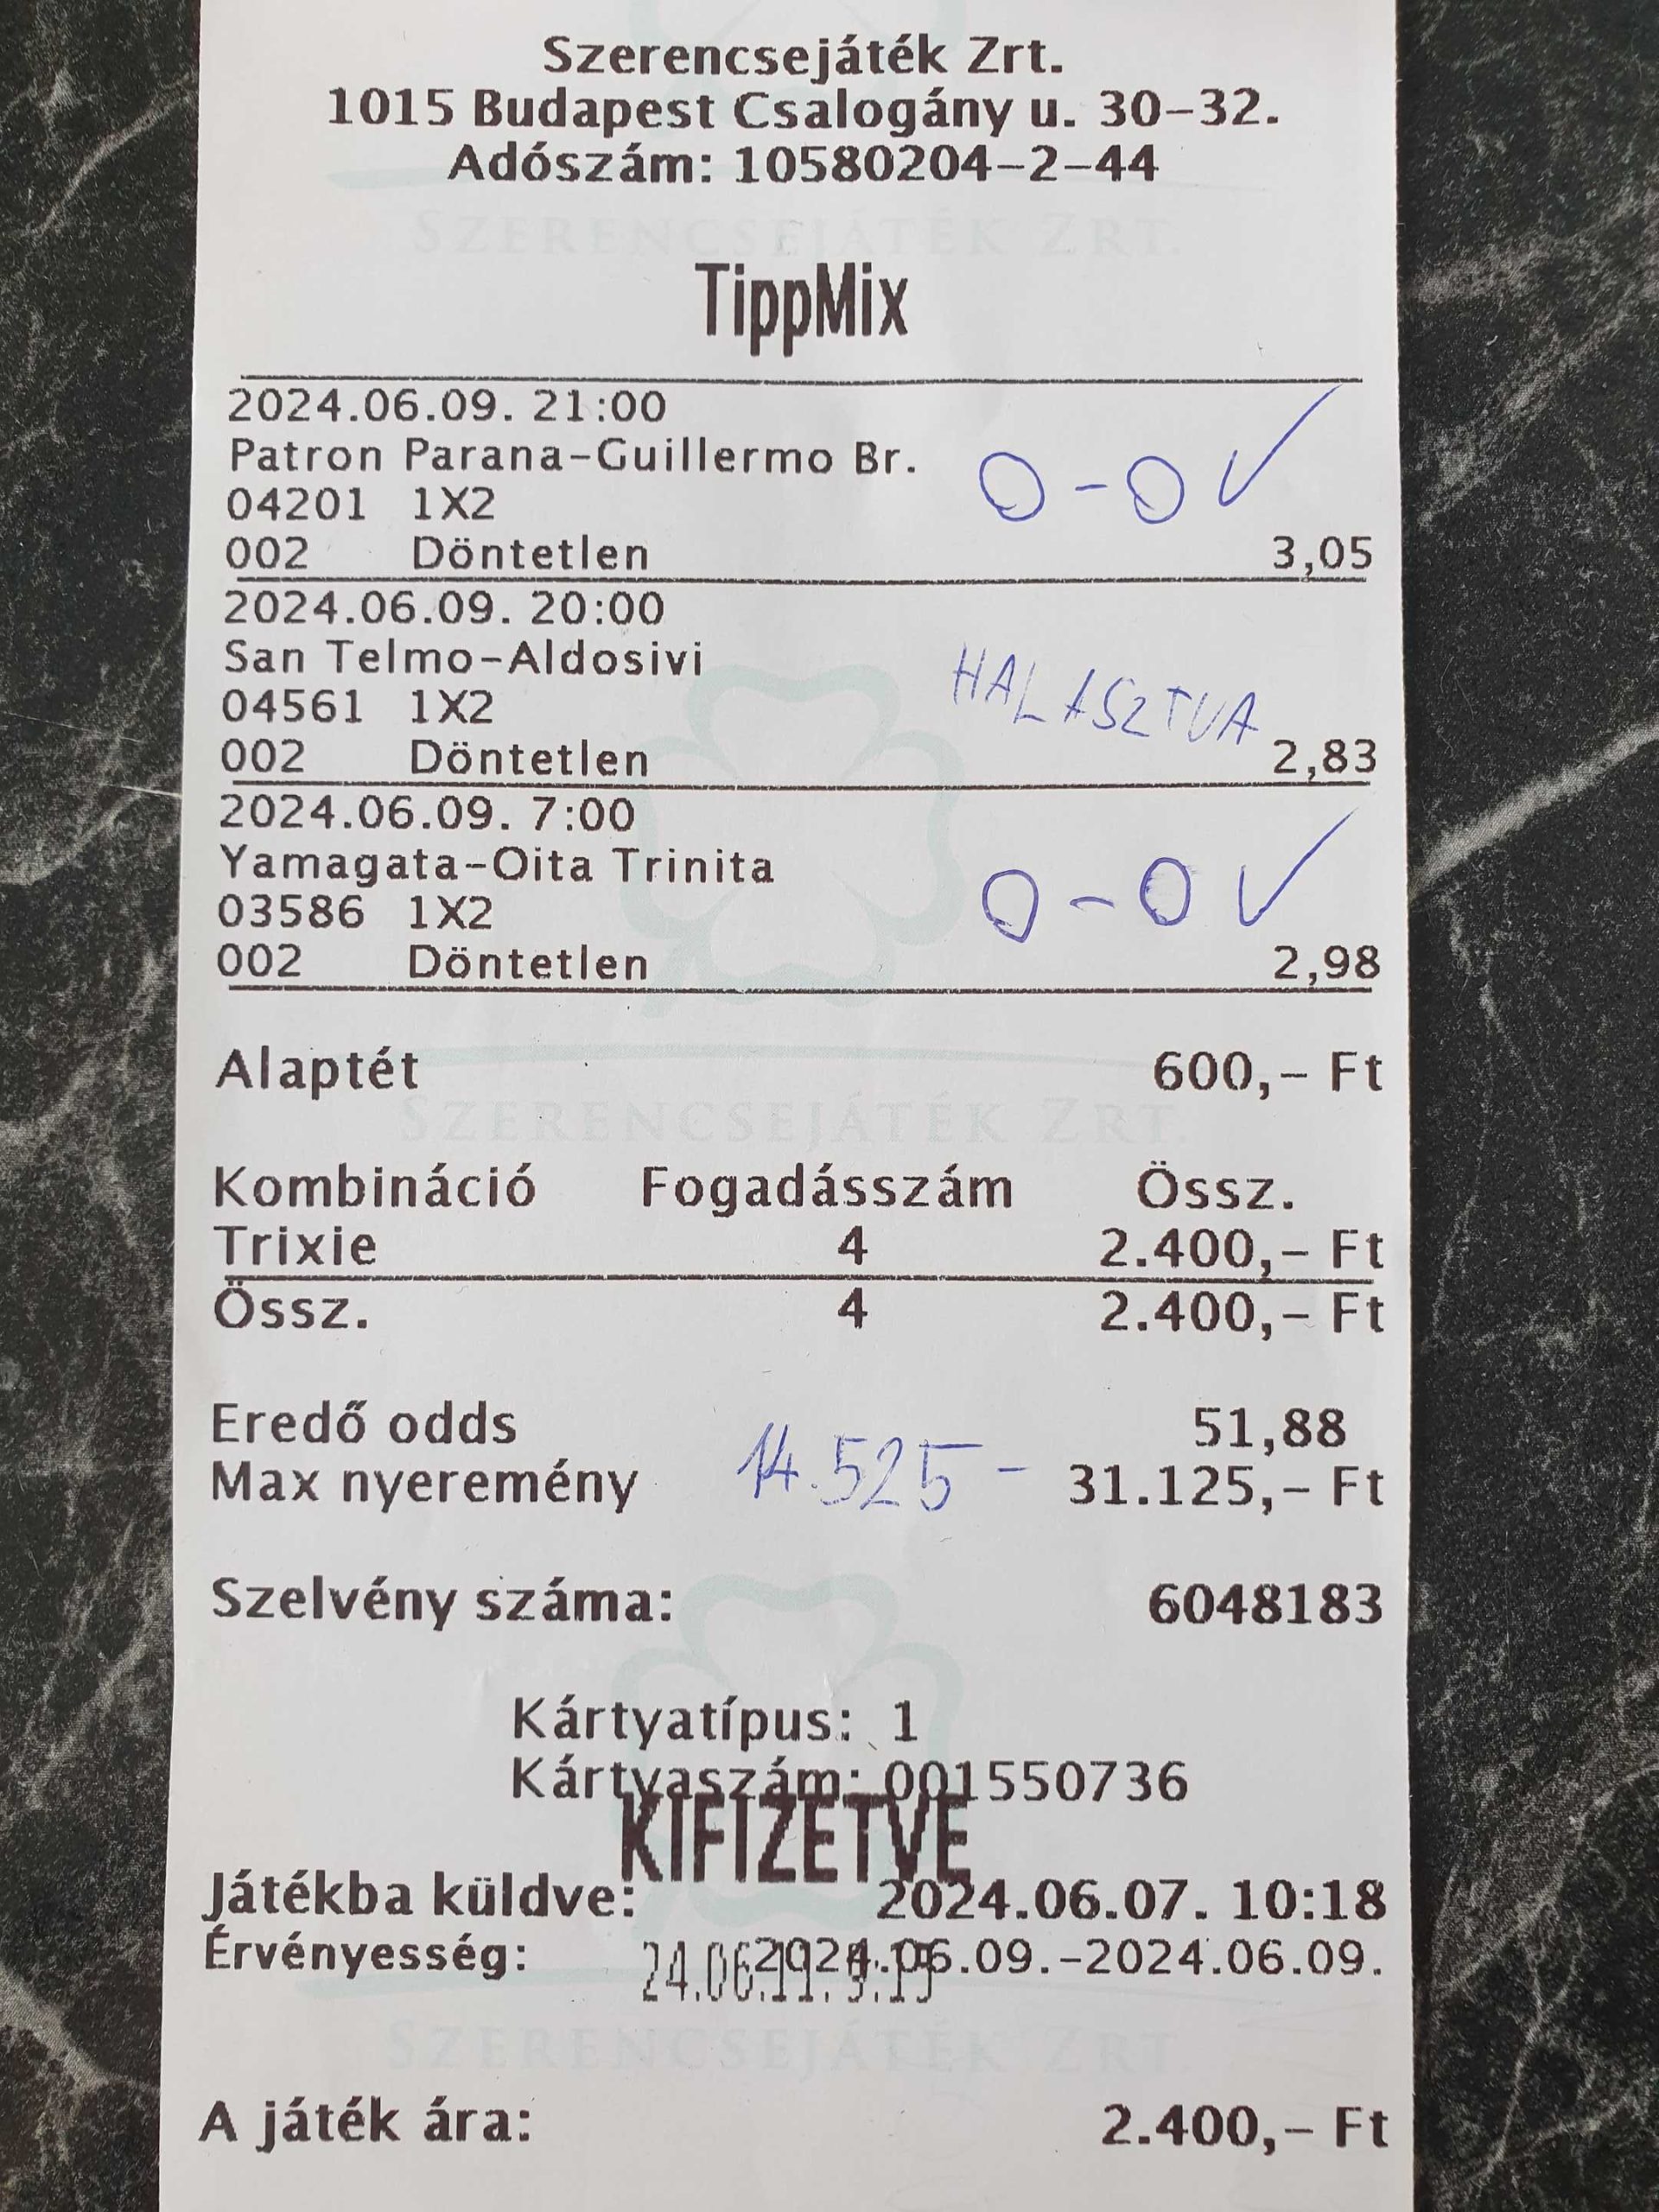 Szerencsejáték Zrt.
1015 Budapest Csalogány u. 30-32.
Adószám: 10580204-2-44
SZERENCSEJÁTÉK ZRT.
TippMix
2024.06.09. 21:00
Patron Parana-Guillermo Br. 0-0 ✓
04201 1X2
002 Döntetlen 3,05
2024.06.09. 20:00
San Telmo-Aldosivi HALASZTVA
04561 1X2
002 Döntetlen 2,83
2024.06.09. 7:00
Yamagata-Oita Trinita 0-0 ✓
03586 1X2
002 Döntetlen 2,98
Alaptét 600,- Ft
SZERENCSEJÁTÉK ZRT.
Kombináció Fogadásszám Össz.
Trixie 4 2.400,- Ft
Össz. 4 2.400,- Ft
Eredő odds 51,88
Max nyeremény 14.525- 31.125,- Ft
Szelvény száma: 6048183
Kártyatípus: 1
Kártyaszám: 001550736
KIFIZETVE
Játékba küldve: 2024.06.07. 10:18
Érvényesség: 2024.06.09.-2024.06.09.
SZERENCSEJÁTÉK ZRT.
A játék ára: 2.400,- Ft